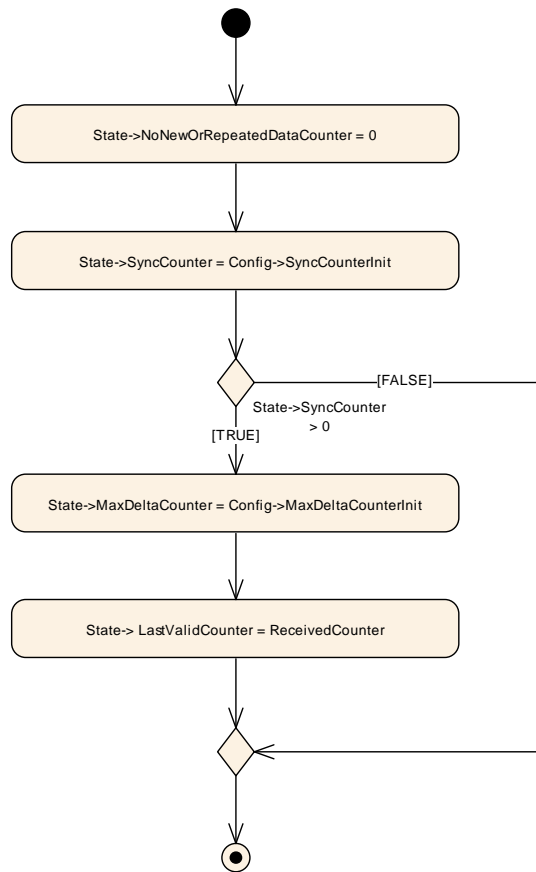 State->NoNewOrRepeatedDataCounter = 0
State->SyncCounter = Config->SyncCounterInit
[FALSE]
State->SyncCounter
> 0
[TRUE]
State->MaxDeltaCounter = Config->MaxDeltaCounterInit
State-> LastValidCounter = ReceivedCounter